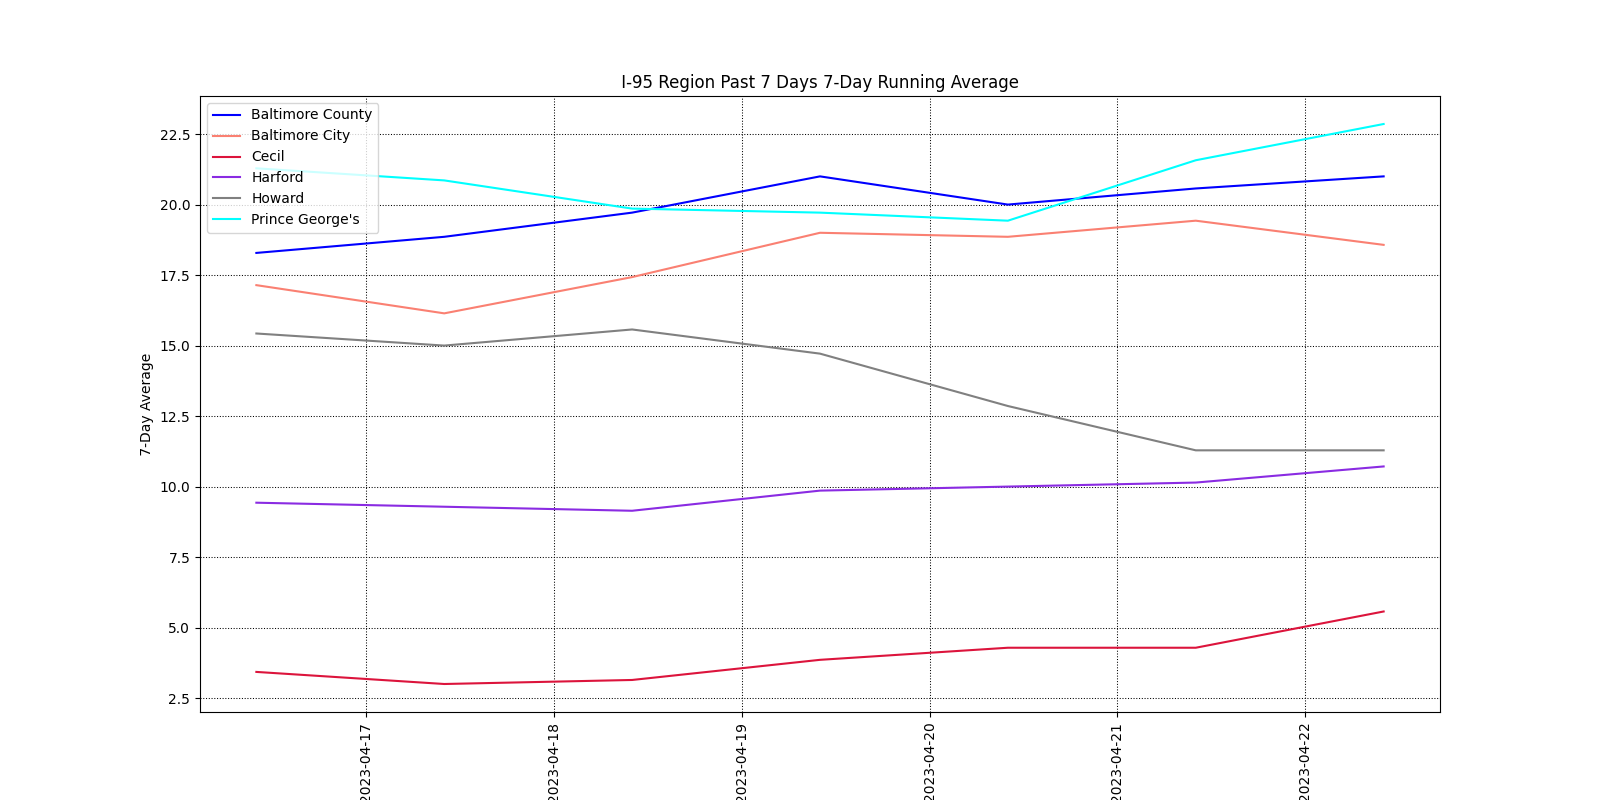 I-95 Region Past 7 Days 7-Day Running Average
Baltimore County
Baltimore City
Cecil
Harford
Howard
Prince George's
7-Day Average
22.5
20.0
17.5
15.0
12.5
10.0
7.5
5.0
2.5
2023-04-17
2023-04-18
2023-04-19
2023-04-20
2023-04-21
2023-04-22